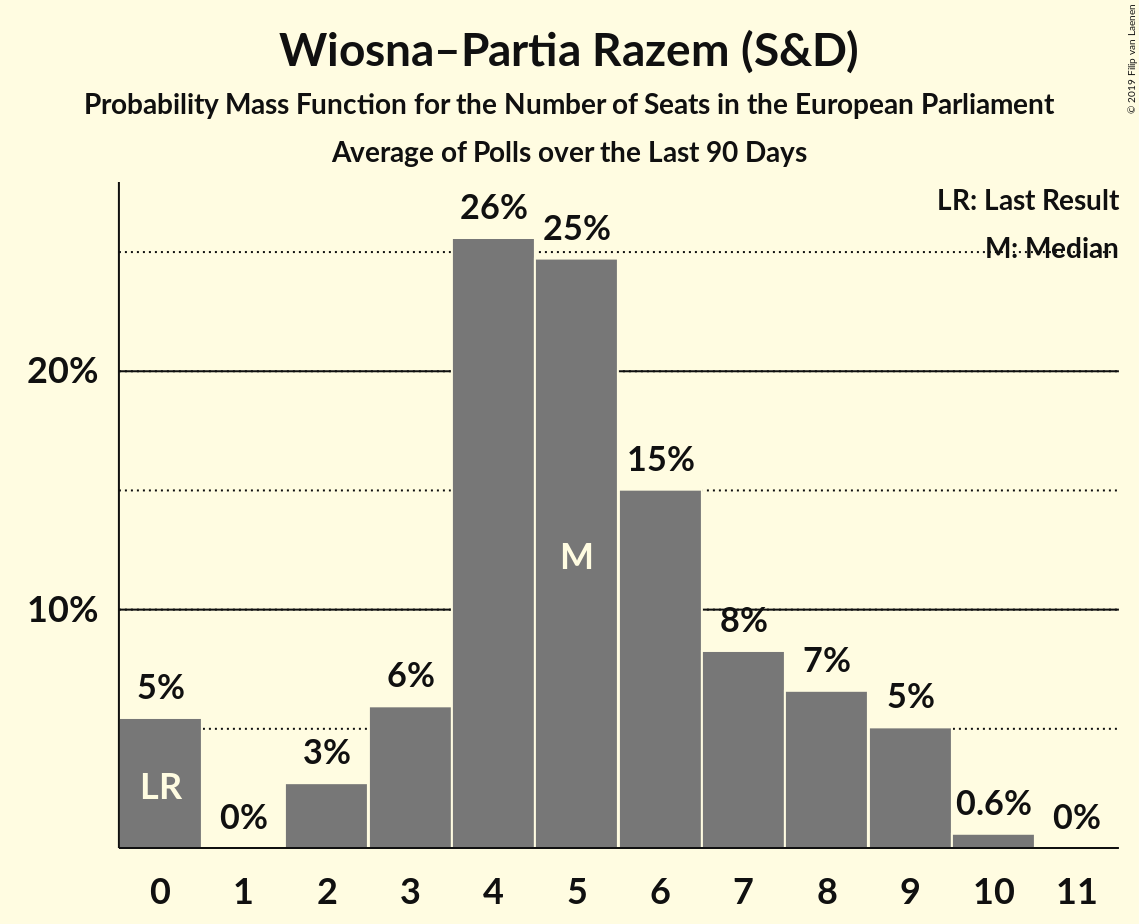 Wiosna–Partia Razem (S&D)
Probability Mass Function for the Number of Seats in the European Parliament
Average of Polls over the Last 90 Days
© 2019 Filip van Laenen
LR: Last Result
M: Median
26%
25%
20%
15%
M
10%
8%
7%
6%
5%
5%
3%
LR
0%
0.6%
0%
0 1 2 3 4 5 6 7 8 9 10 11